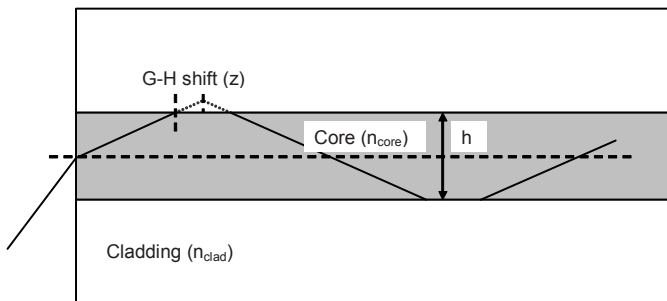 G-H shift (z)
Core (ncore)
h
Cladding (nclad)